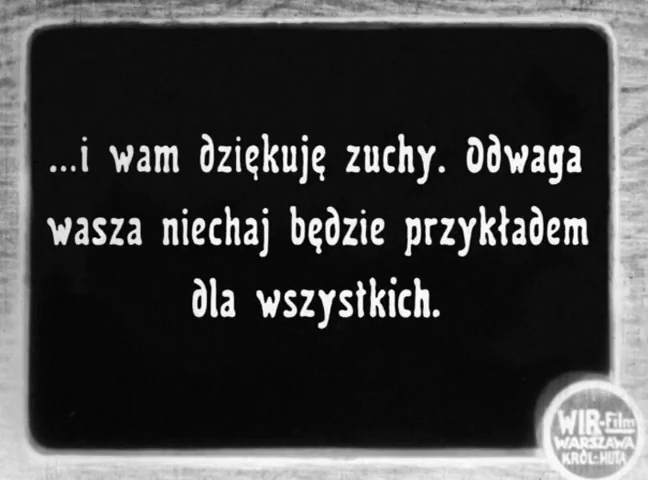 ...i wam dziękuję zuchy. Odwaga
wasza niechaj będzie przykładem
dla wszystkich.
WIR-Film
WARSZAWA
KRÓL-HUTA